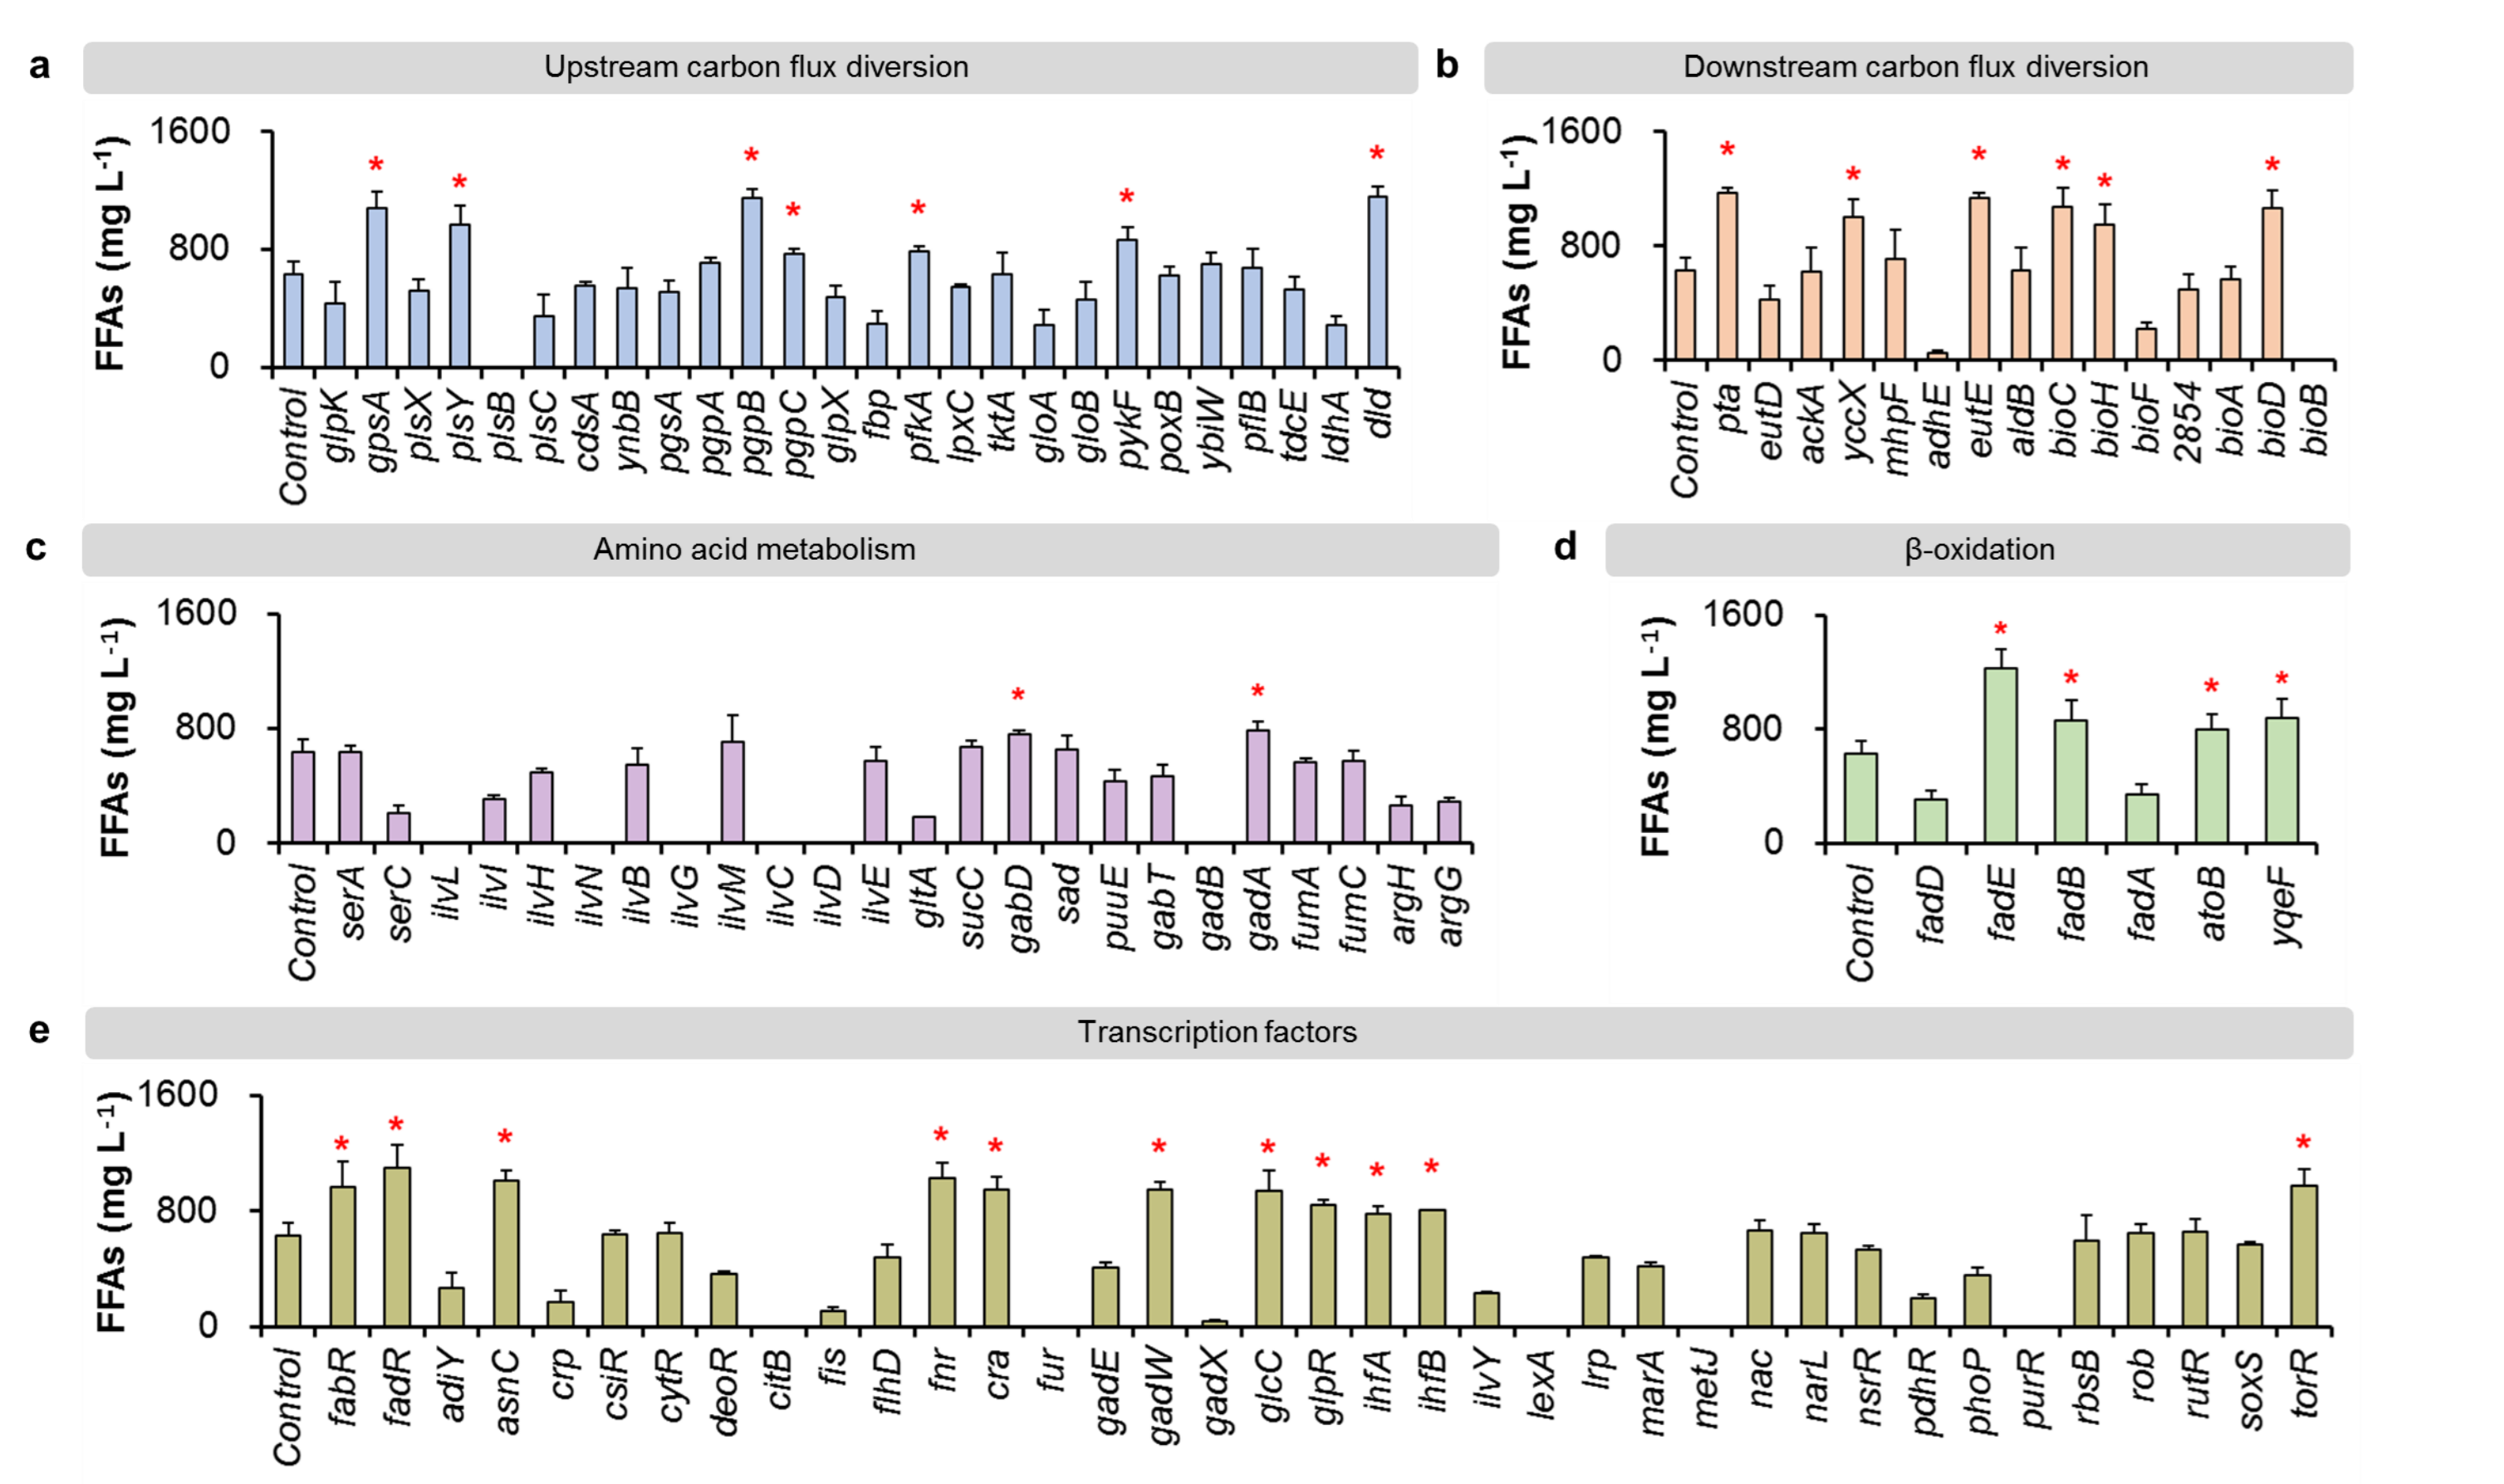 a Upstream carbon flux diversion
FFAs (mg L-1)
1600
800
0
* * * * * * *
Control glpK gpsA plsX plsY plsB plsC cdsA ynbB pgsA pgpA pgpB pgpC glpX fbp pfkA lpxC tktA gloA gloB pykF poxB ybiW pflB tdcE ldhA dld
b Downstream carbon flux diversion
FFAs (mg L-1)
1600
800
0
* * * * * *
Control pta eutD ackA yccX mhpF adhE eutE aldB bioC bioH bioF 2854 bioA bioD bioB
c Amino acid metabolism
FFAs (mg L-1)
1600
800
0
* *
Control serA serC ilvL ilvI ilvH ilvN ilvB ilvG ilvM ilvC ilvD ilvE gltA sucC gabD sad puuE gabT gadB gadA fumA fumC argH argG
d β-oxidation
FFAs (mg L-1)
1600
800
0
* * * *
Control fadD fadE fadB fadA atoB yqeF
e Transcription factors
FFAs (mg L-1)
1600
800
0
* * * * * * * * * * *
Control fabR fadR adiY asnC crp csiR cytR deoR citB fis flhD fnr cra fur gadE gadW gadX glcC glpR ihfA ihfB ilvY lexA lrp marA metJ nac narL nsrR pdhR phoP purR rbsB rob rutR soxS torR